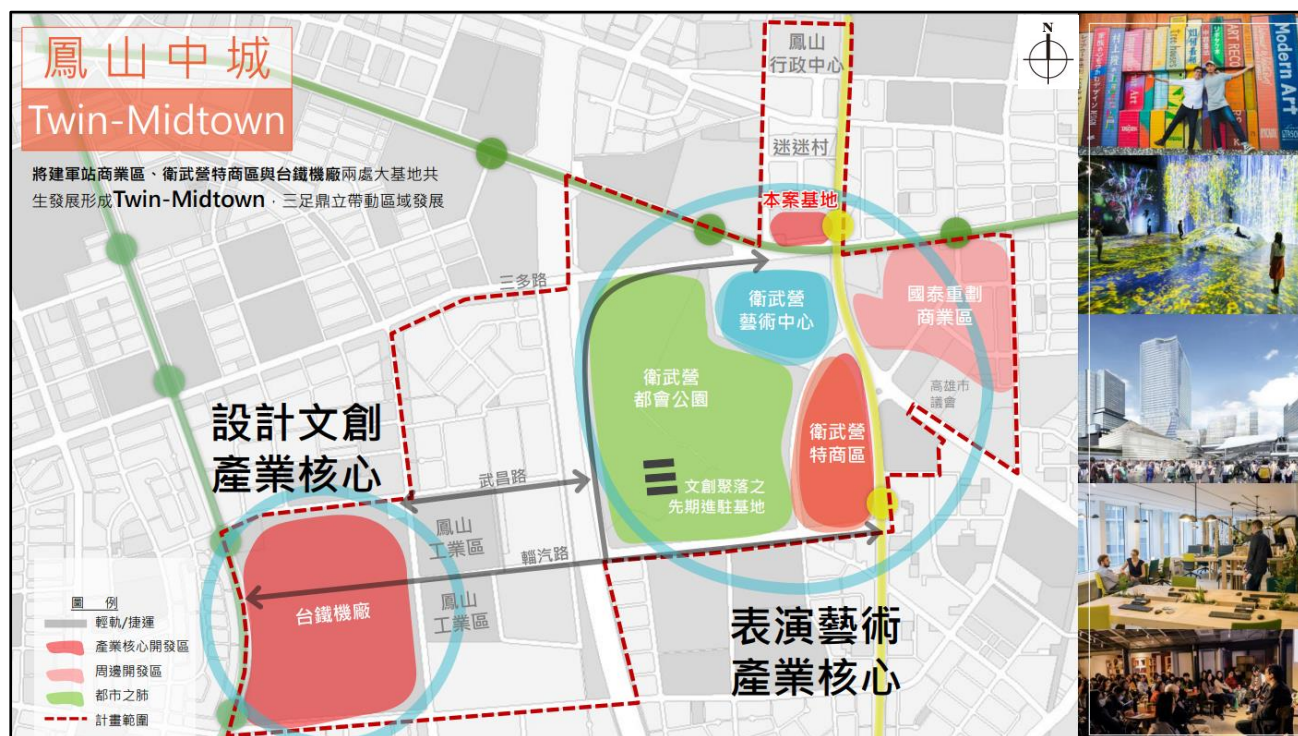 鳳山中城
Twin-Midtown
將建軍站商業區、衛武營特商區與台鐵機廠兩處大基地共
生發展形成Twin-Midtown，三足鼎立帶動區域發展
N
鳳山
行政中心
迷迷村
本案基地
三多路
衛武營
藝術中心
國泰重劃
商業區
衛武營
都會公園
高雄市
議會
衛武營
特商區
設計文創
產業核心
武昌路
文創聚落之
先期進駐基地
鳳山
工業區
輜汽路
台鐵機廠
鳳山
工業區
表演藝術
產業核心
圖 例
輕軌/捷運
產業核心開發區
周邊開發區
都市之肺
計畫範圍
Tree houses
ART
Modern Art